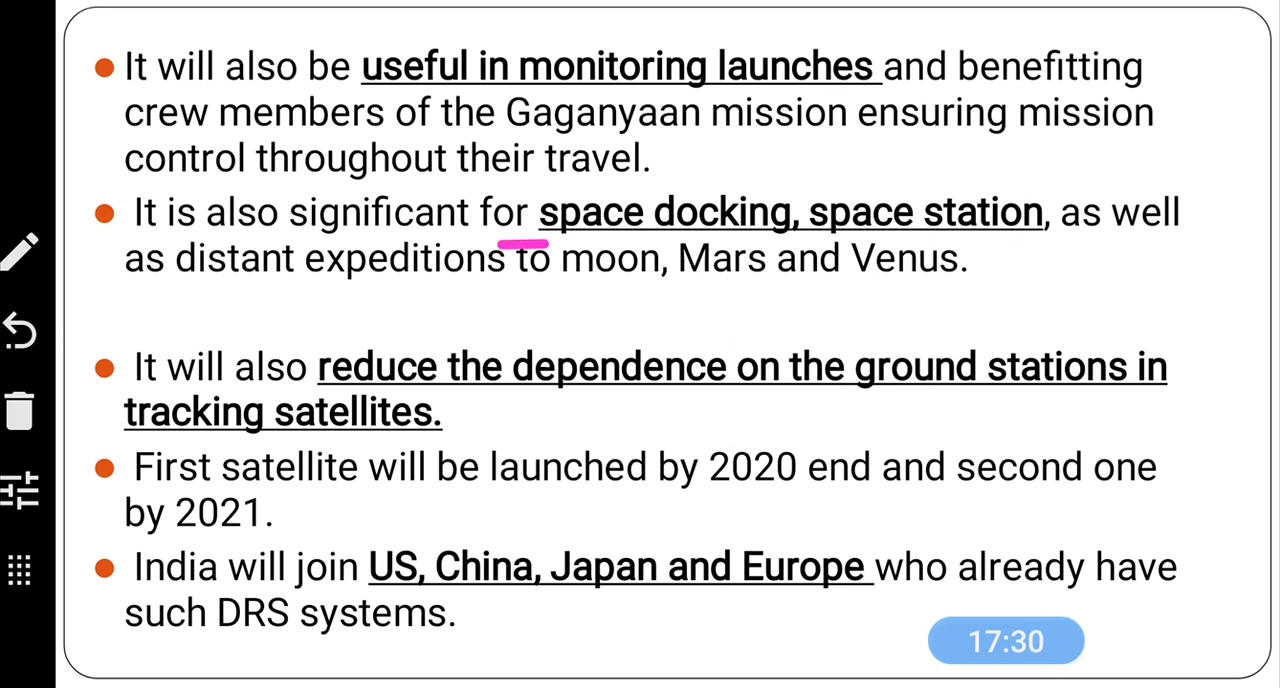 It will also be useful in monitoring launches and benefitting
crew members of the Gaganyaan mission ensuring mission
control throughout their travel.
It is also significant for space docking, space station, as well
as distant expeditions to moon, Mars and Venus.
It will also reduce the dependence on the ground stations in
tracking satellites.
First satellite will be launched by 2020 end and second one
by 2021.
India will join US, China, Japan and Europe who already have
such DRS systems.
17:30